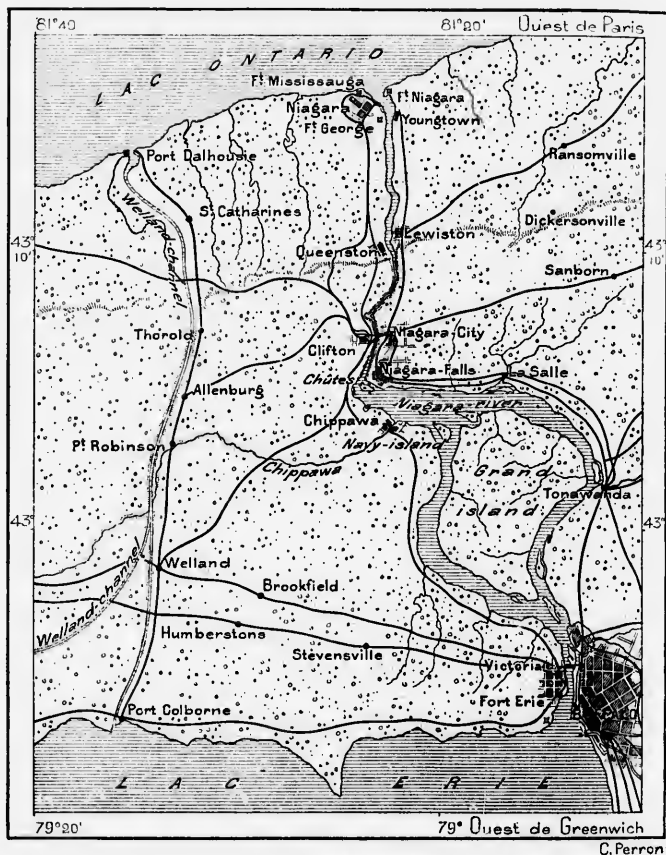 81°40'
81°20'
Ouest de Paris
LAC ONTARIO
Ft Mississauga
Niagara
Ft George
Ft Niagara
Youngtown
Port Dalhousie
Ransomville
Welland-channel
St Catharines
Dickersonville
43°
10'
Lewiston
43°
10'
Queenston
Sanborn
Thorold
Niagara-City
Clifton
Niagara-Falls
La Salle
Chûtes
Allenburg
Niagara-river
Chippawa
Navy-island
Pt Robinson
Chippawa
Grand
island
Tonawanda
43°
43°
Welland
Welland-channel
Brookfield
Humberstons
Stevensville
Victoria
Fort Erie
Port Colborne
LAC ERIE
79°20'
79° Ouest de Greenwich
C. Perron